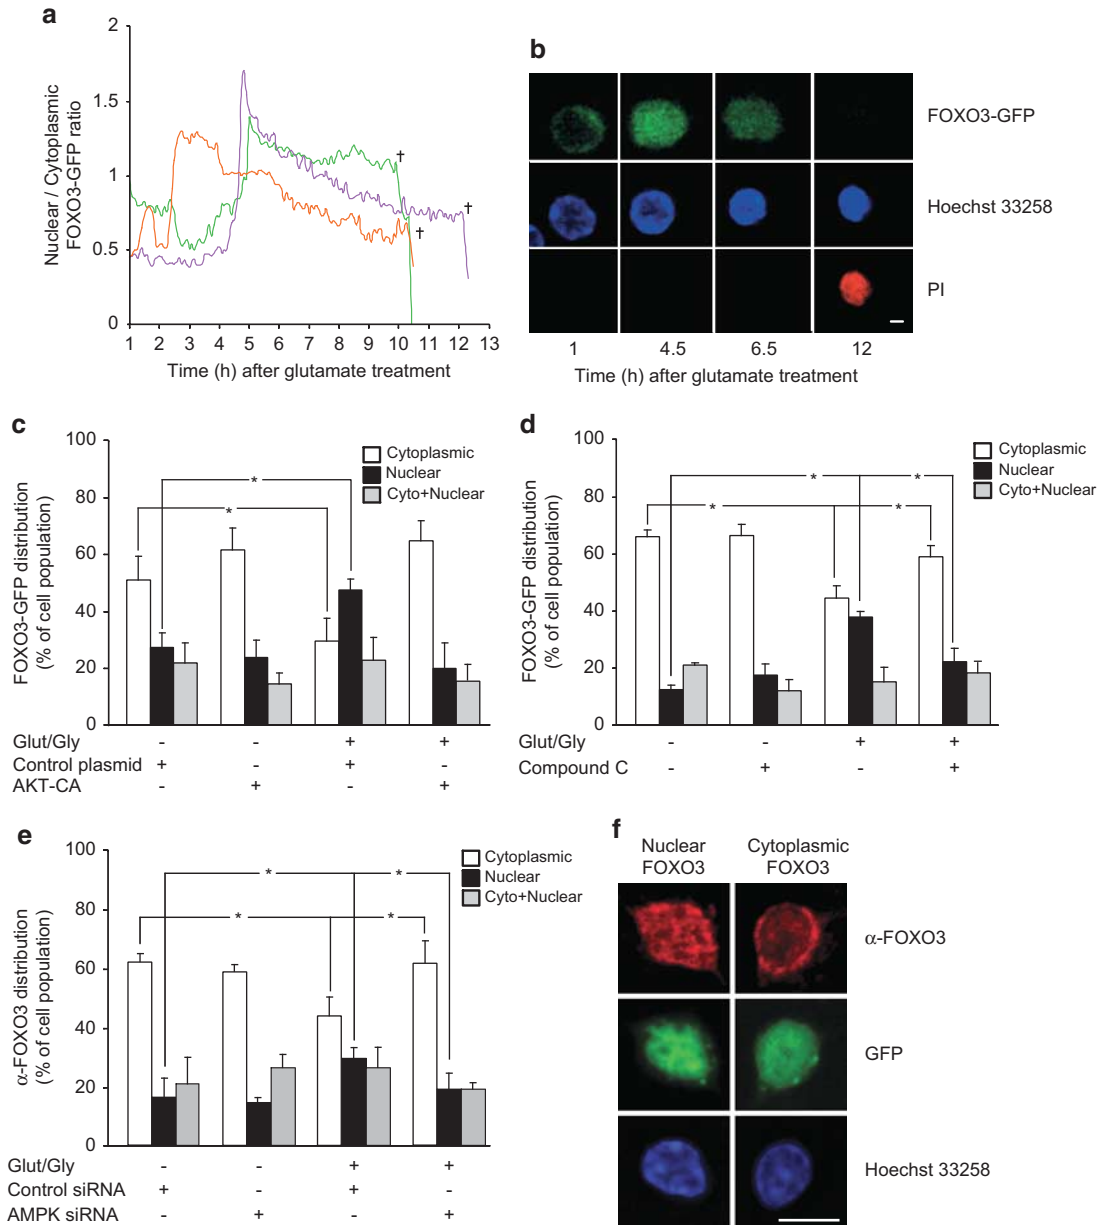 a
2
1.5
1
0.5
0
Nuclear / Cytoplasmic
FOXO3-GFP ratio
†
†
†
1 2 3 4 5 6 7 8 9 10 11 12 13
Time (h) after glutamate treatment
b
FOXO3-GFP
Hoechst 33258
PI
1 4.5 6.5 12
Time (h) after glutamate treatment
c
100
80
60
40
20
0
FOXO3-GFP distribution
(% of cell population)
Cytoplasmic
Nuclear
Cyto+Nuclear
*
*
Glut/Gly - - + +
Control plasmid + - + -
AKT-CA - + - +
d
100
80
60
40
20
0
FOXO3-GFP distribution
(% of cell population)
Cytoplasmic
Nuclear
Cyto+Nuclear
* *
* *
Glut/Gly - - + +
Compound C - + - +
e
100
80
60
40
20
0
α-FOXO3 distribution
(% of cell population)
Cytoplasmic
Nuclear
Cyto+Nuclear
* *
* *
Glut/Gly - - + +
Control siRNA + - + -
AMPK siRNA - + - +
f
Nuclear
FOXO3
Cytoplasmic
FOXO3
α-FOXO3
GFP
Hoechst 33258